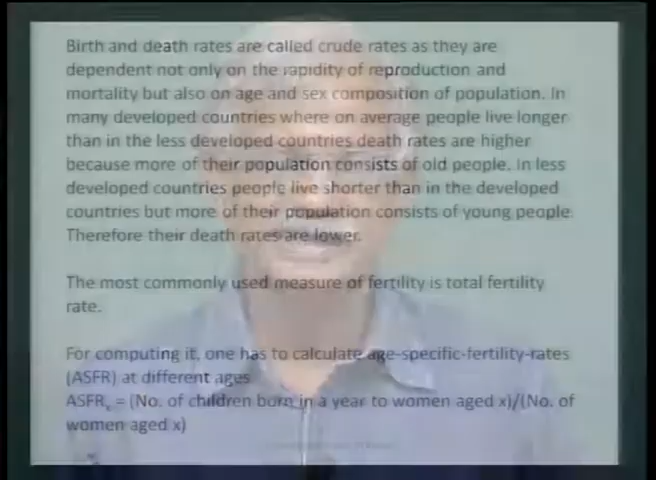 Birth and death rates are called crude rates as they are
dependent not only on the rapidity of reproduction and
mortality but also on age and sex composition of population. In
many developed countries where on average people live longer
than in the less developed countries death rates are higher
because more of their population consists of old people. In less
developed countries people live shorter than in the developed
countries but more of their population consists of young people.
Therefore their death rates are lower.
The most commonly used measure of fertility is total fertility
rate.
For computing it, one has to calculate age-specific-fertility-rates
(ASFR) at different ages
ASFRx = (No. of children born in a year to women aged x)/(No. of
women aged x)